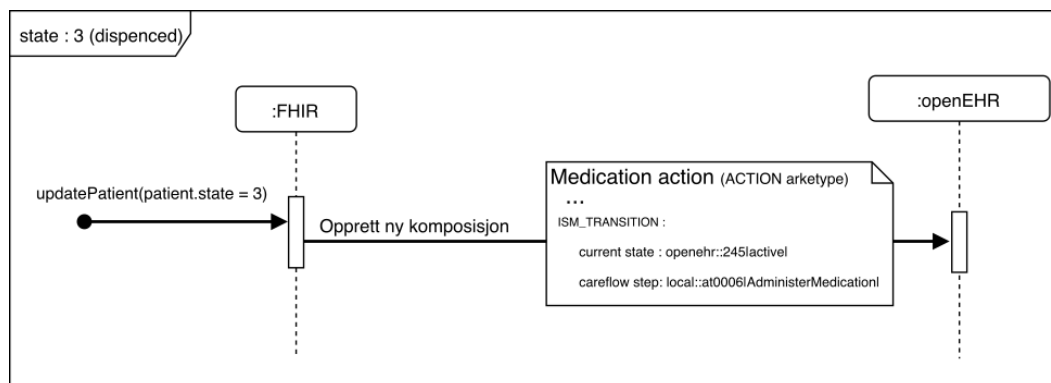 state : 3 (dispenced)
:FHIR
:openEHR
updatePatient(patient.state = 3)
Opprett ny komposisjon
Medication action (ACTION arketype)
...
ISM_TRANSITION :
current state : openehr::245|active|
careflow step: local::at0006|AdministerMedication|